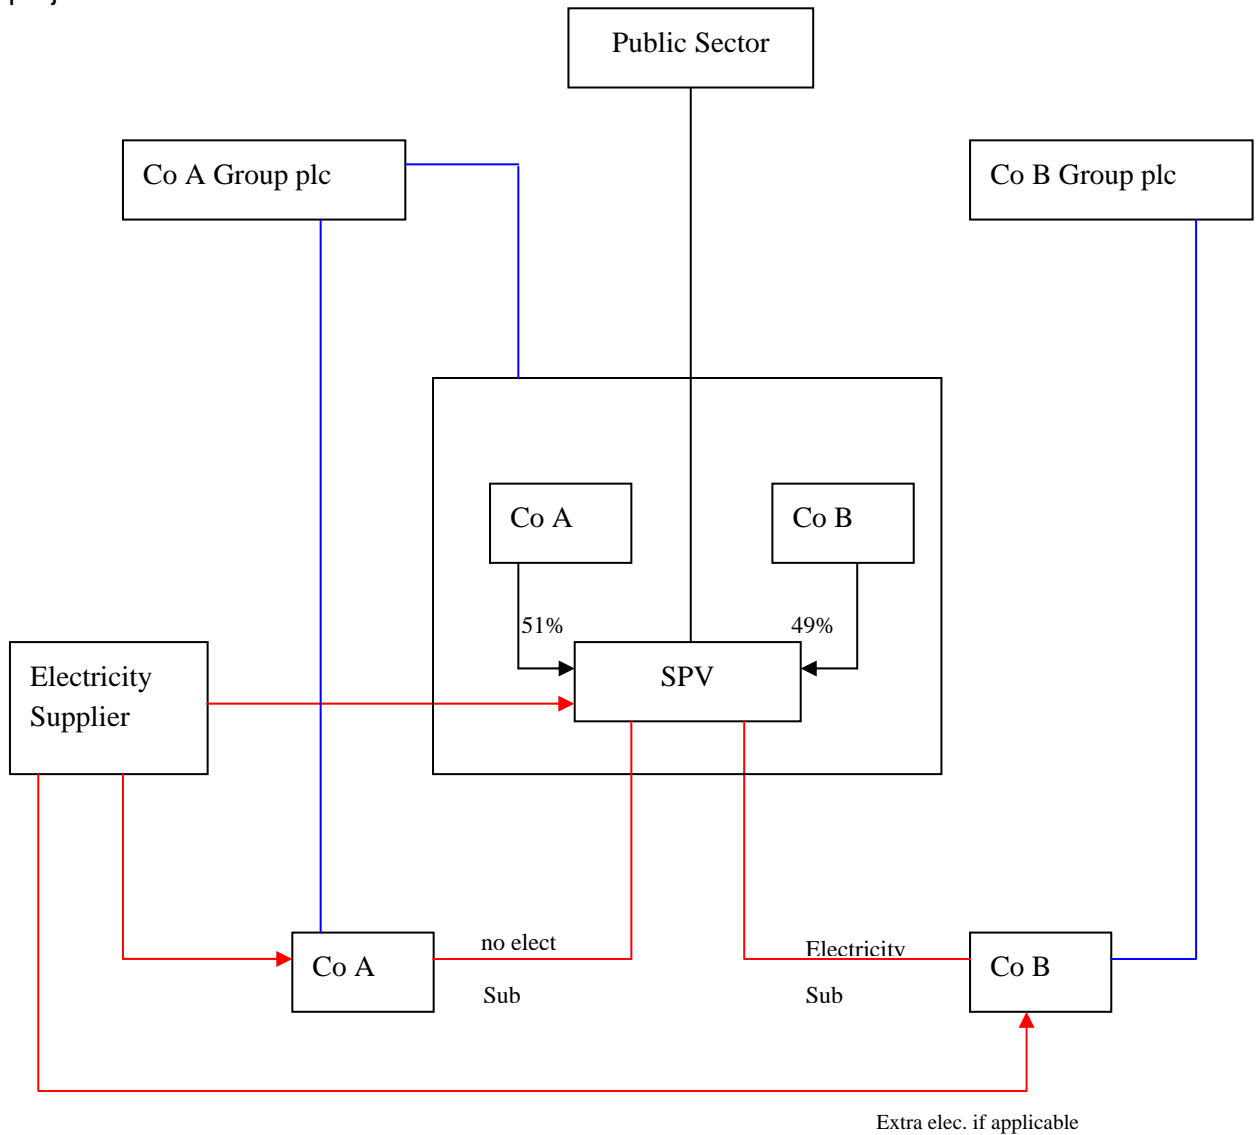 Public Sector
Co A Group plc
Co B Group plc
Co A
Co B
51%
49%
Electricity
Supplier
SPV
no elect
Electricity
Co A
Co B
Sub
Sub
Extra elec. if applicable